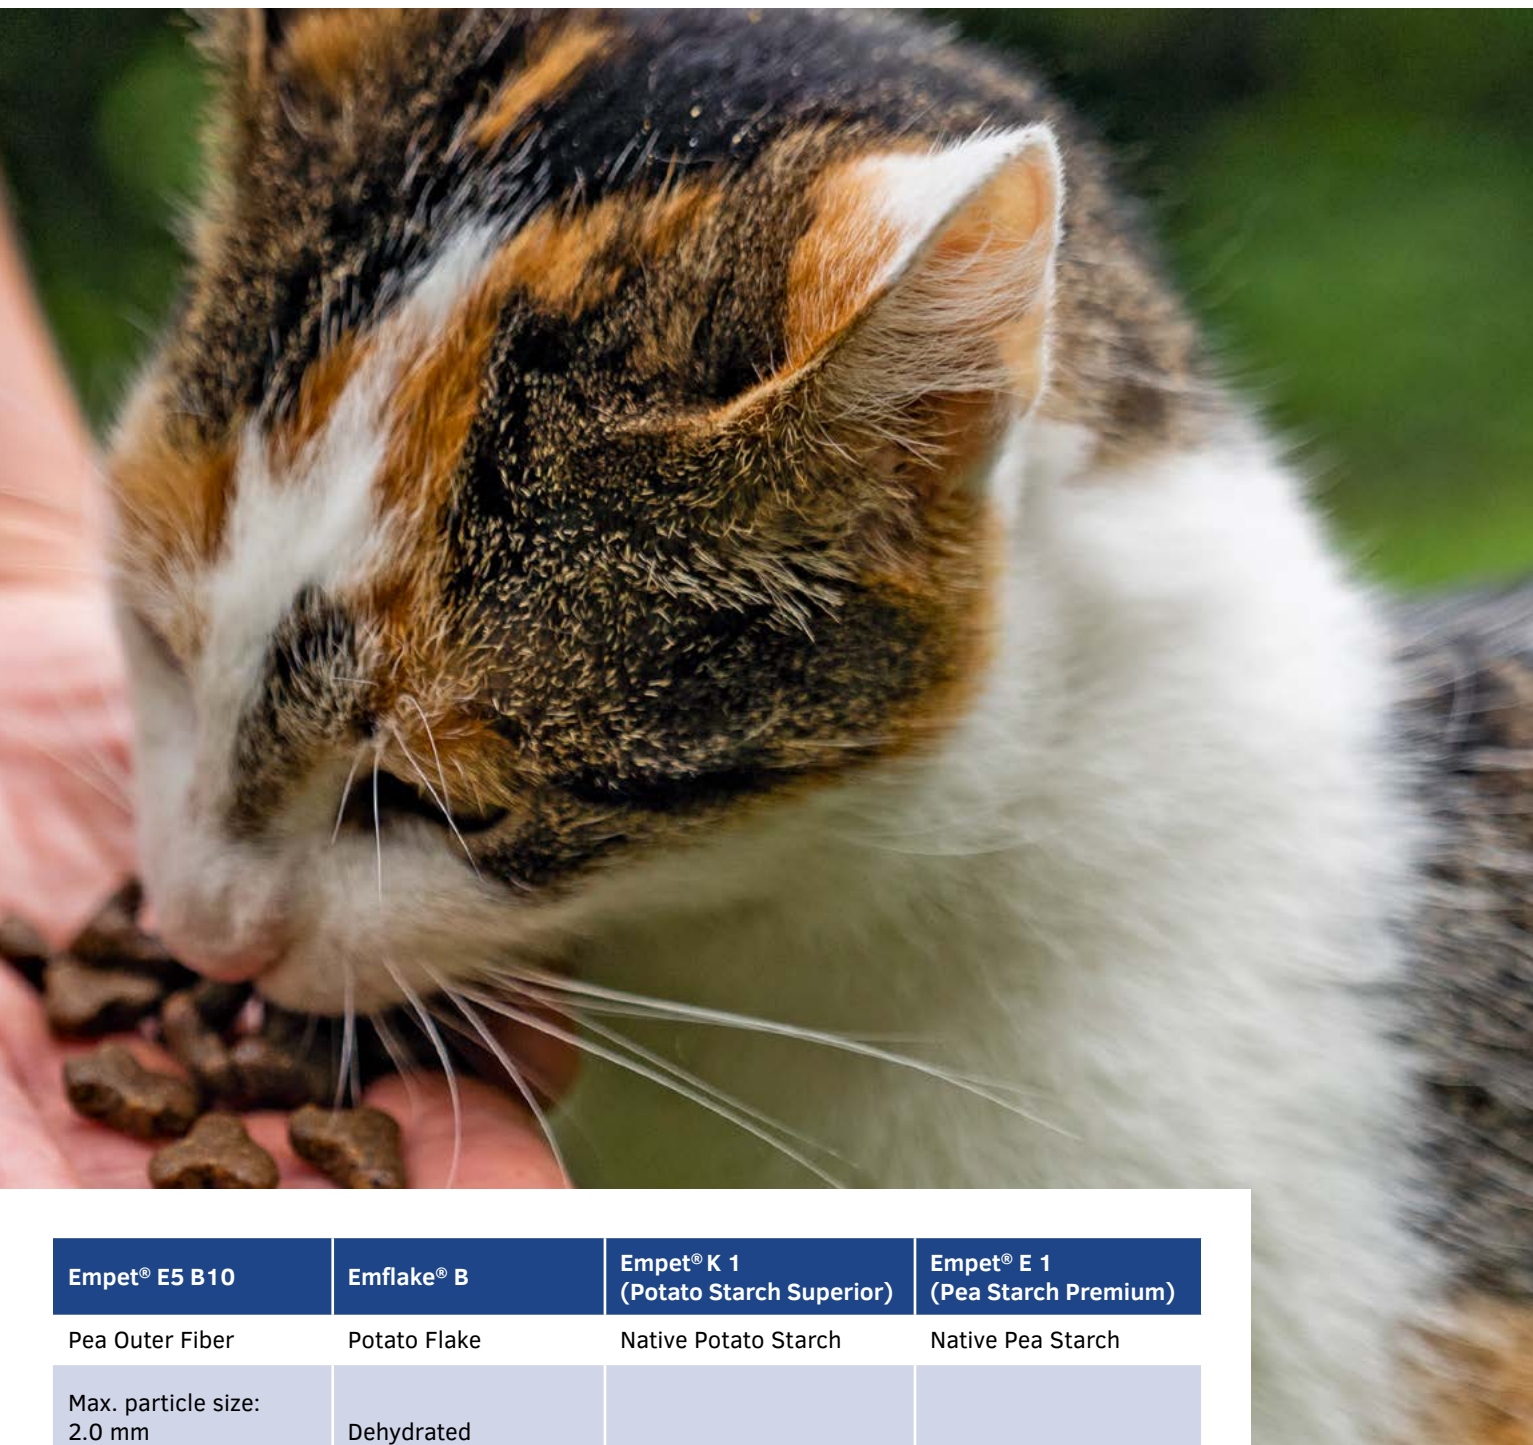 Empet® E5 B10
Emflake® B
Empet® K 1
(Potato Starch Superior)
Empet® E 1
(Pea Starch Premium)
Pea Outer Fiber
Potato Flake
Native Potato Starch
Native Pea Starch
Max. particle size:
2.0 mm
Dehydrated